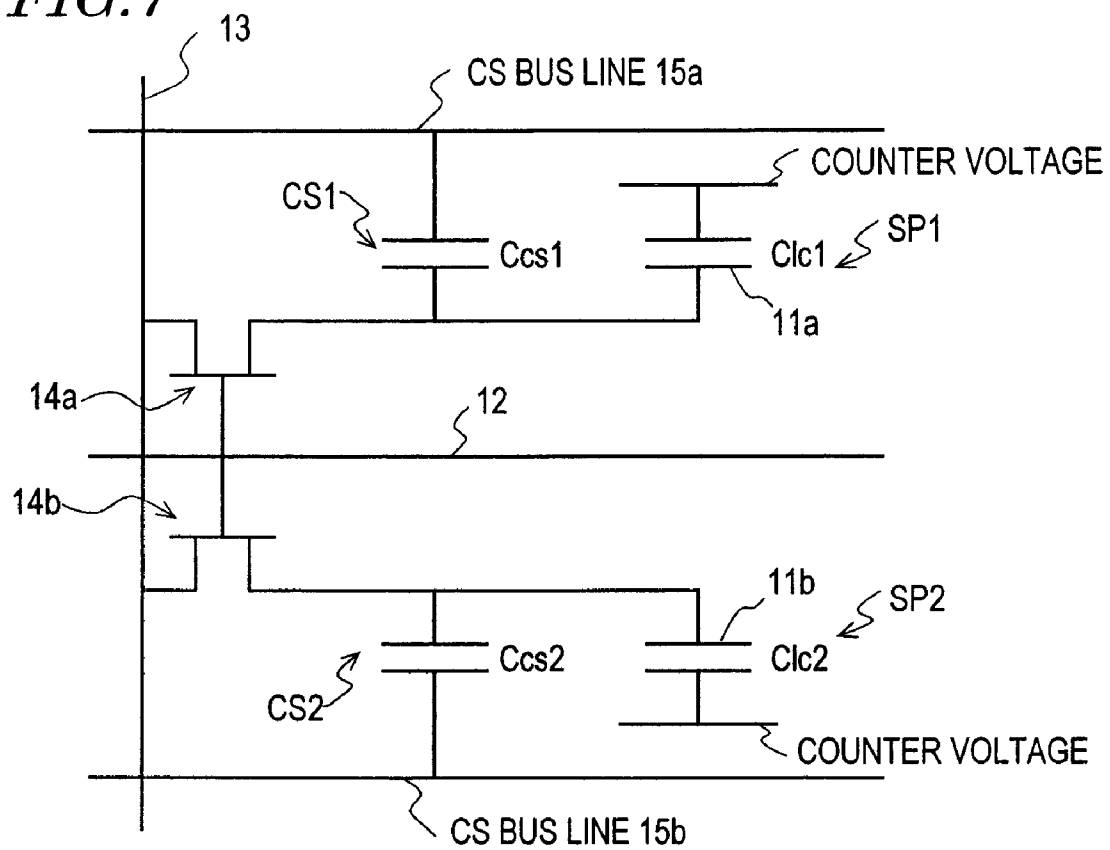 FIG.7
13
CS BUS LINE 15a
COUNTER VOLTAGE
CS1
SP1
Ccs1
Clc1
11a
14a
12
14b
11b
SP2
Ccs2
Clc2
CS2
COUNTER VOLTAGE
CS BUS LINE 15b